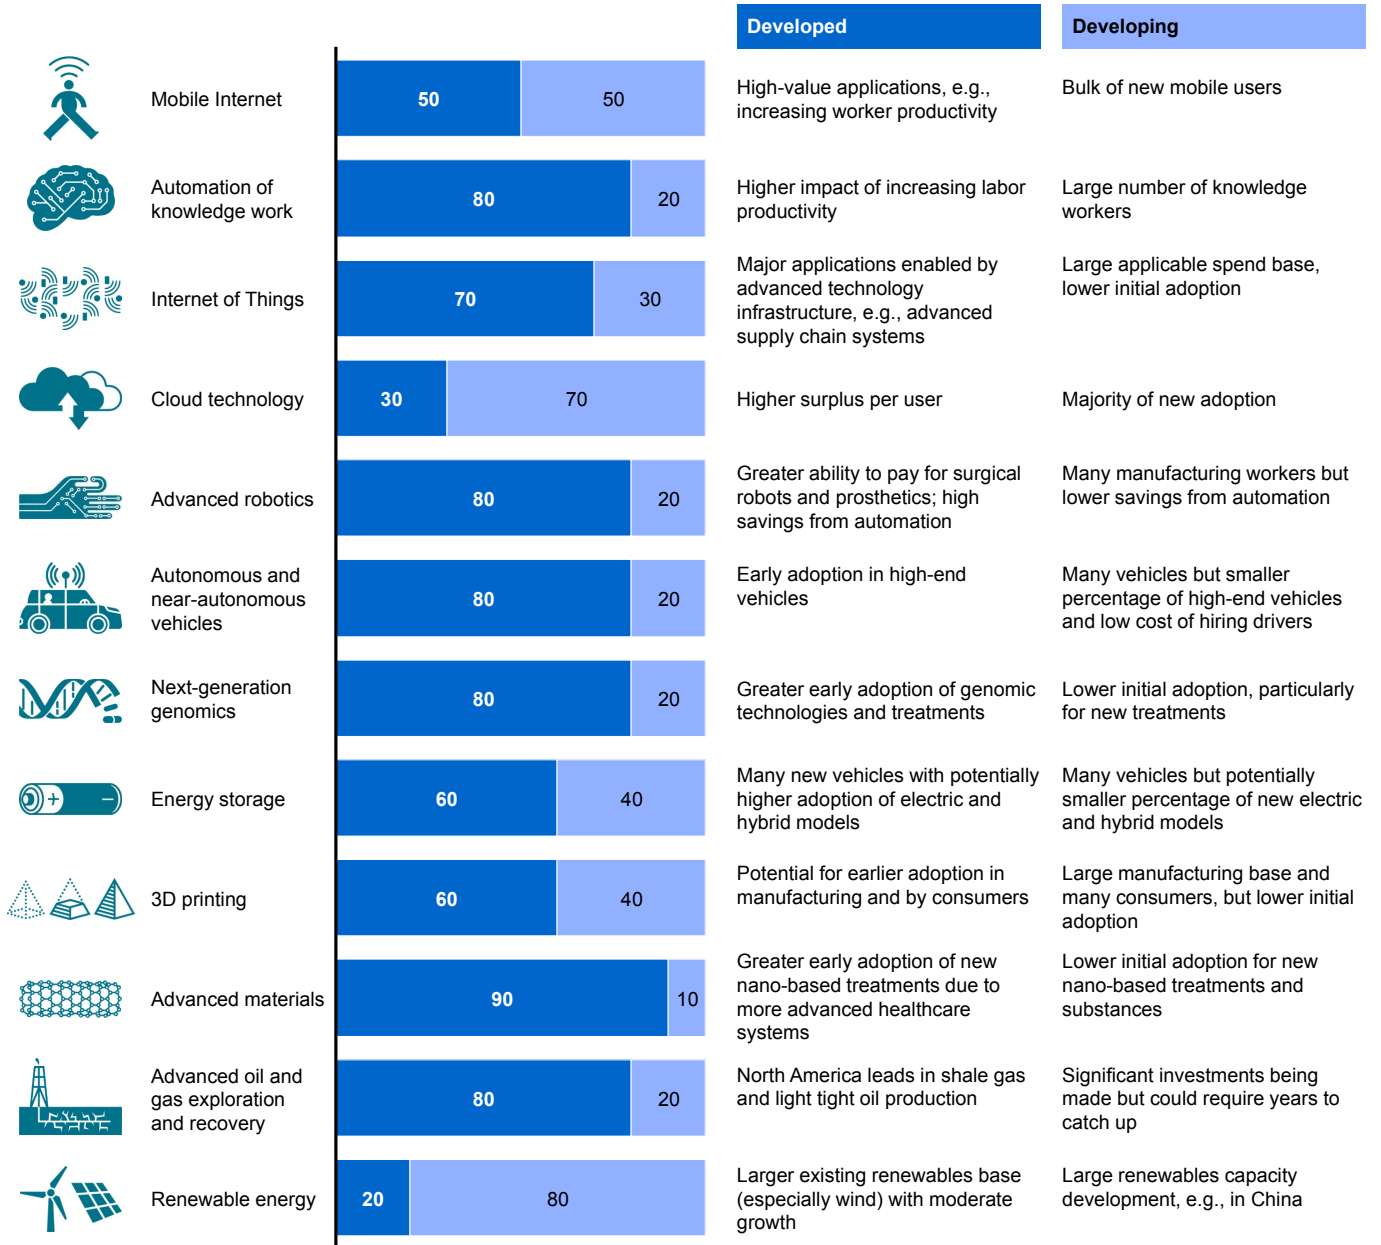 Developed
Developing
Mobile Internet
50
50
High-value applications, e.g.,
increasing worker productivity
Bulk of new mobile users
Automation of
knowledge work
80
20
Higher impact of increasing labor
productivity
Large number of knowledge
workers
Internet of Things
70
30
Major applications enabled by
advanced technology
infrastructure, e.g., advanced
supply chain systems
Large applicable spend base,
lower initial adoption
Cloud technology
30
70
Higher surplus per user
Majority of new adoption
Advanced robotics
80
20
Greater ability to pay for surgical
robots and prosthetics; high
savings from automation
Many manufacturing workers but
lower savings from automation
Autonomous and
near-autonomous
vehicles
80
20
Early adoption in high-end
vehicles
Many vehicles but smaller
percentage of high-end vehicles
and low cost of hiring drivers
Next-generation
genomics
80
20
Greater early adoption of genomic
technologies and treatments
Lower initial adoption, particularly
for new treatments
Energy storage
60
40
Many new vehicles with potentially
higher adoption of electric and
hybrid models
Many vehicles but potentially
smaller percentage of new electric
and hybrid models
3D printing
60
40
Potential for earlier adoption in
manufacturing and by consumers
Large manufacturing base and
many consumers, but lower initial
adoption
Advanced materials
90
10
Greater early adoption of new
nano-based treatments due to
more advanced healthcare
systems
Lower initial adoption for new
nano-based treatments and
substances
Advanced oil and
gas exploration
and recovery
80
20
North America leads in shale gas
and light tight oil production
Significant investments being
made but could require years to
catch up
Renewable energy
20
80
Larger existing renewables base
(especially wind) with moderate
growth
Large renewables capacity
development, e.g., in China